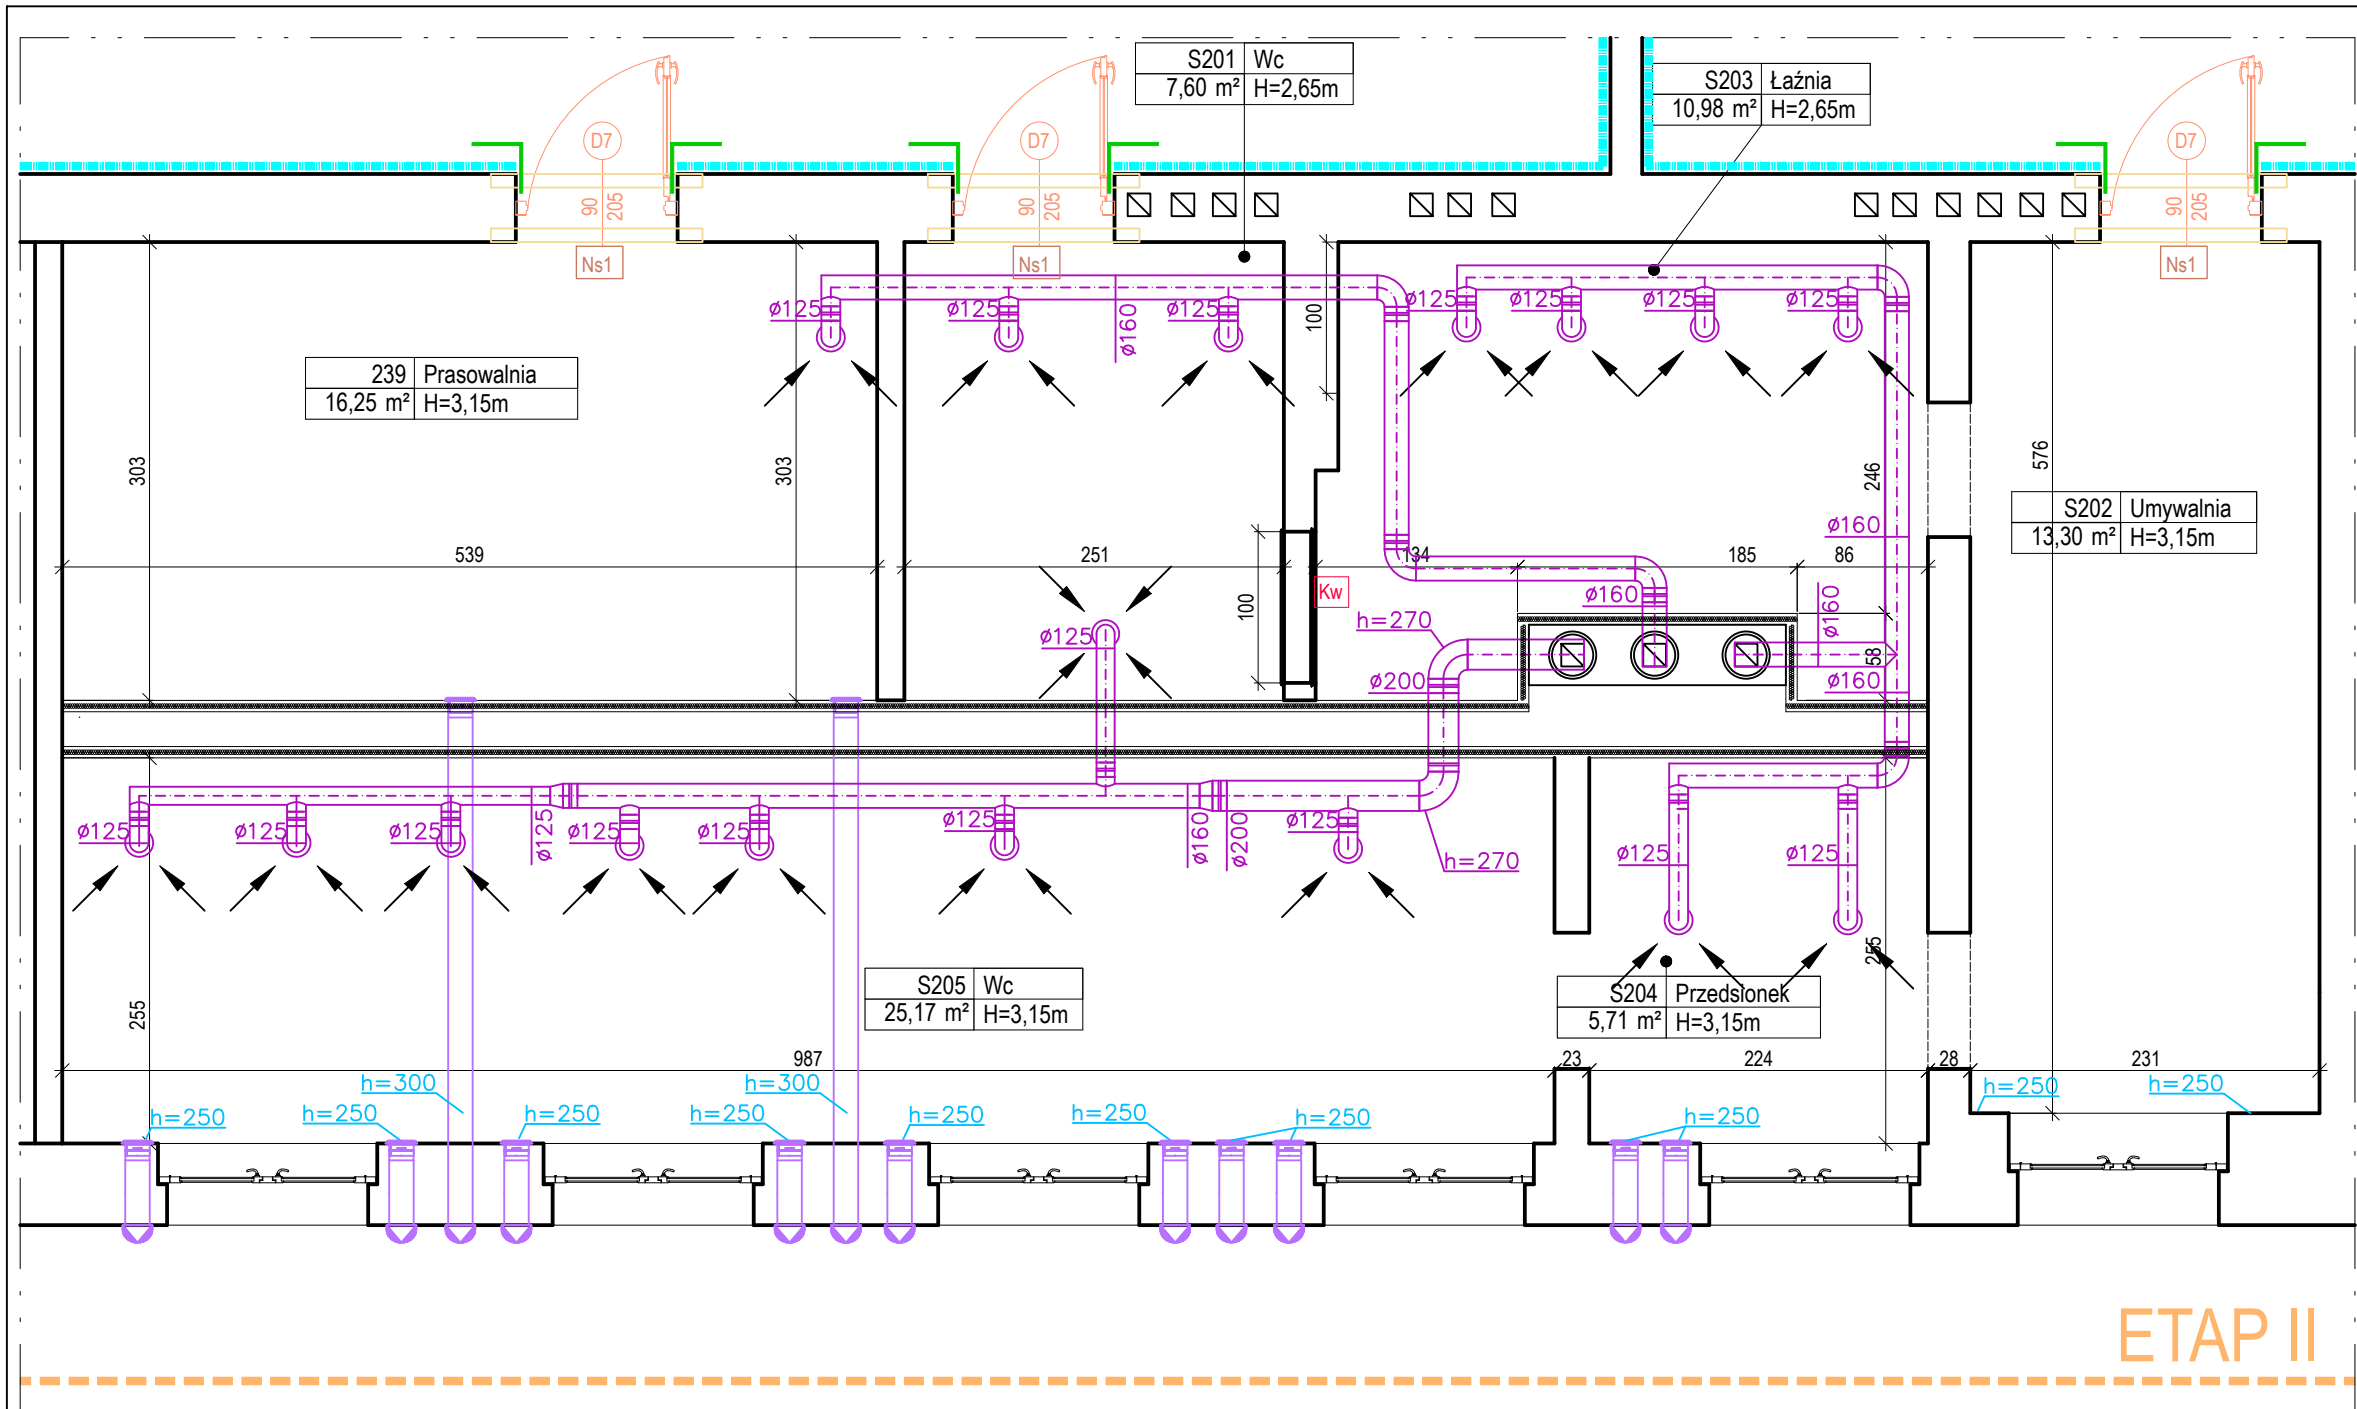 S201 Wc
7,60 m² H=2,65m
S203 Łaźnia
10,98 m² H=2,65m
D7
90
205
Ns1
D7
90
205
Ns1
D7
90
205
Ns1
ø125
ø125
ø160
ø125
100
ø125
ø125
ø125
ø125
239 Prasowalnia
16,25 m² H=3,15m
303
303
246
576
S202 Umywalnia
13,30 m² H=3,15m
ø160
539
251
134
185
86
100
Kw
ø160
ø160
h=270
ø125
58
ø200
ø160
ø125
ø125
ø125
ø125
ø125
ø125
ø125
ø160
ø200
ø125
h=270
ø125
ø125
255
255
S205 Wc
25,17 m² H=3,15m
S204 Przedsionek
5,71 m² H=3,15m
987
23
224
28
231
h=300
h=300
h=250
h=250
h=250
h=250
h=250
h=250
h=250
h=250
h=250
h=250
ETAP II